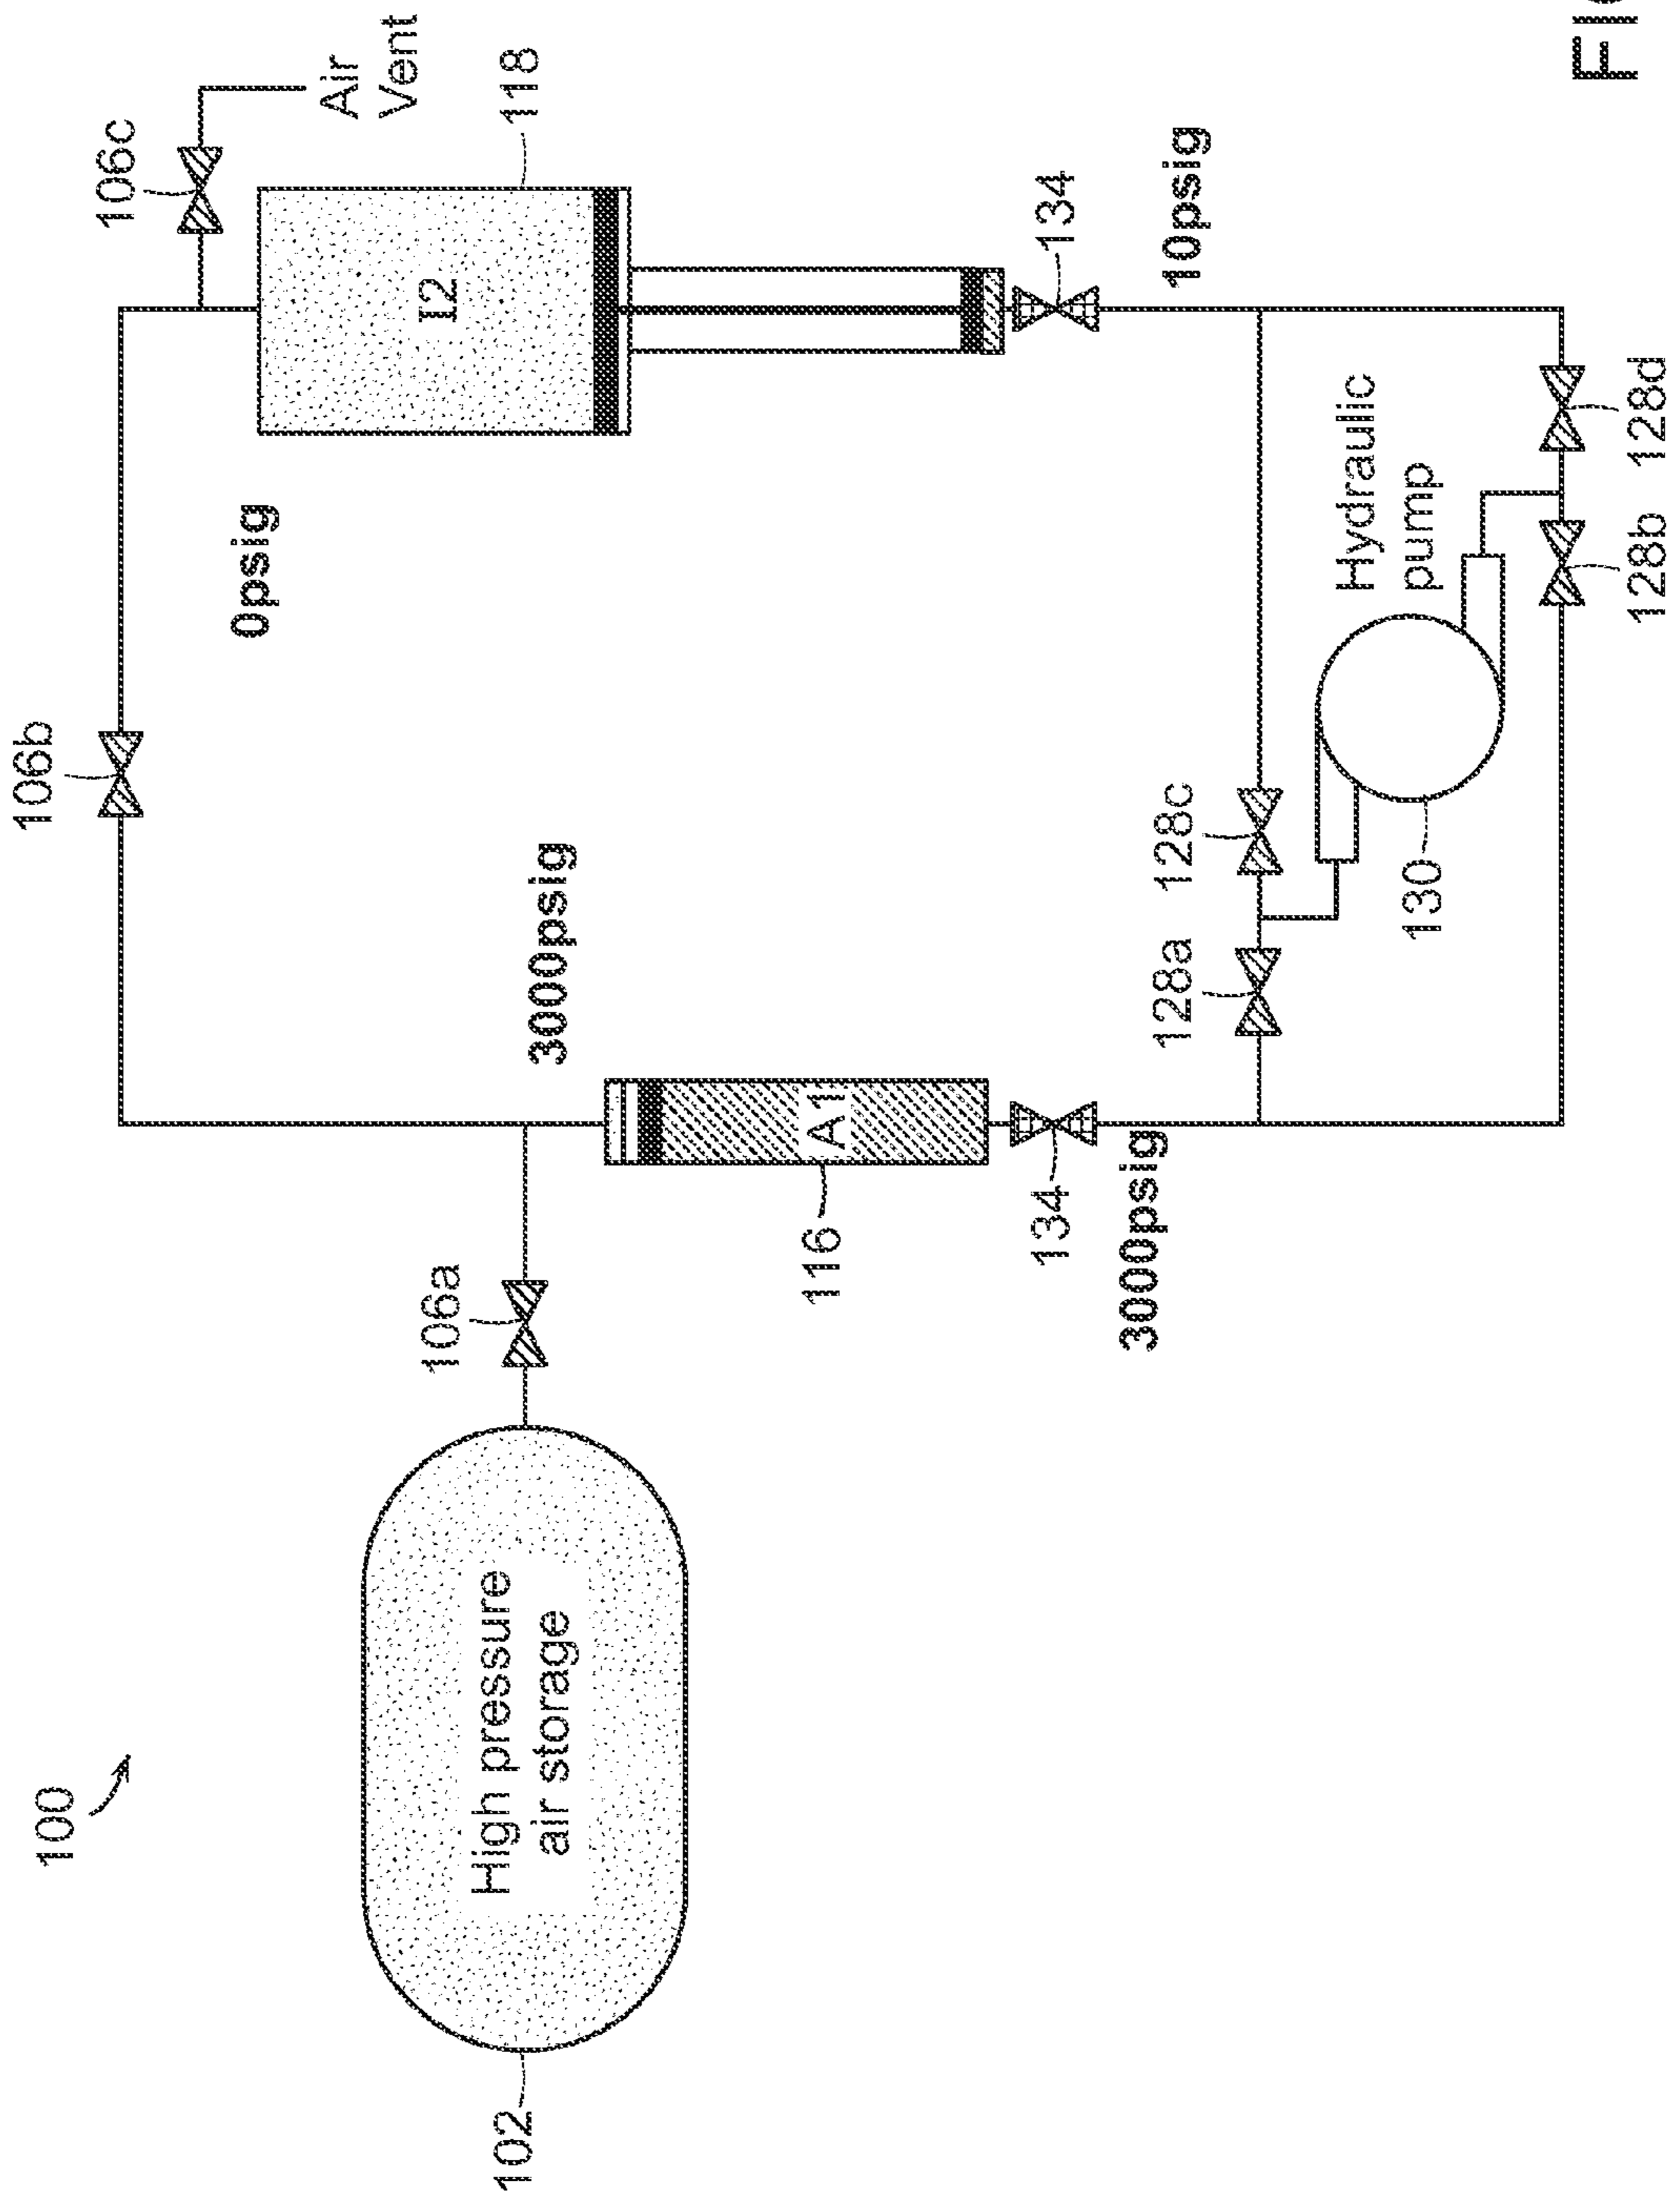 100
102
High pressure
air storage
106a
106b
106c
Air
Vent
3000psig
0psig
I2
118
116
A1
134
3000psig
134
10psig
128a
128c
130
Hydraulic
pump
128b
128d